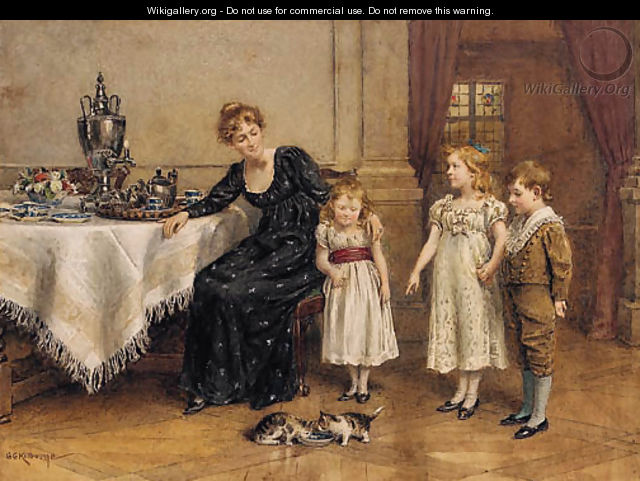 Wikigallery.org - Do not use for commercial use. Do not remove this warning.
WikiGallery.Org